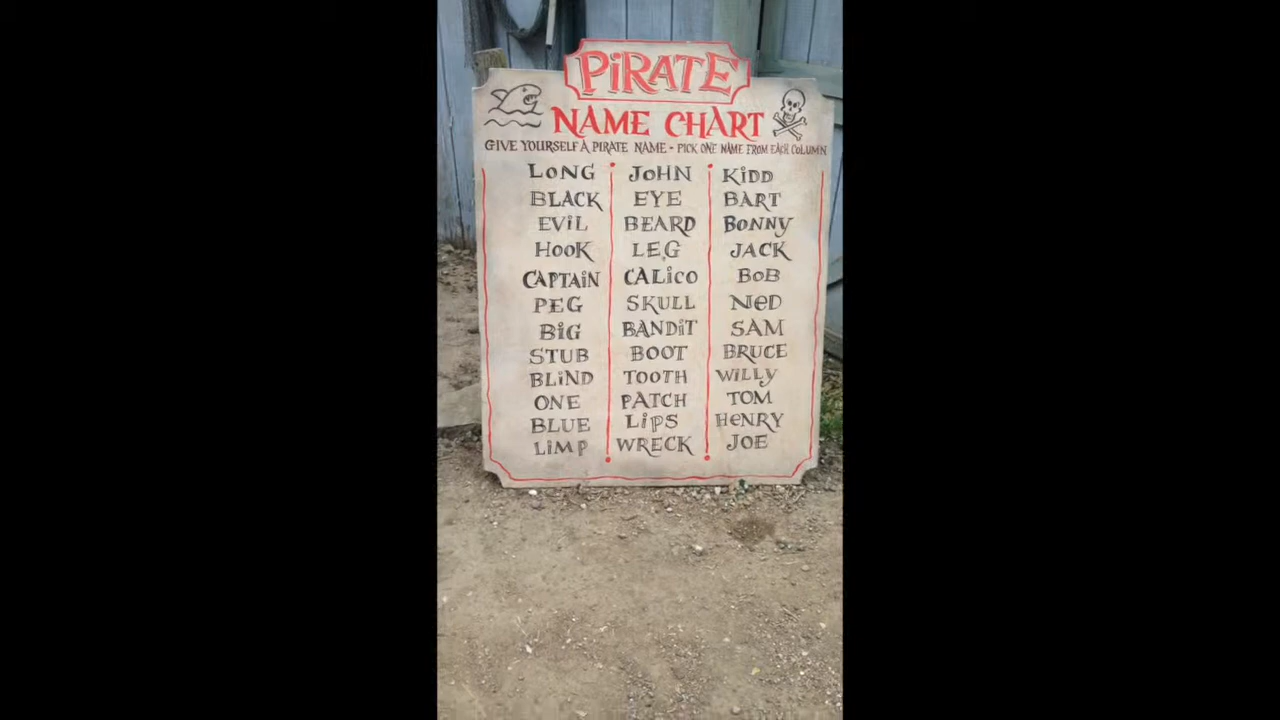 PiRATE
NAME CHART
GIVE YOURSELF A PIRATE NAME - PICK ONE NAME FROM EACH COLUMN
LONG JOHN KiDD
BLACK EYE BART
EViL BEARD BONNY
HOOK LEG JACK
CAPTAiN CALiCO BOB
PEG SKULL NeD
BiG BANDiT SAM
STUB BOOT BRUCE
BLiND TOOTH WiLLY
ONE PATCH TOM
BLUE LiPS HeNRY
LiMP WRECK JOE